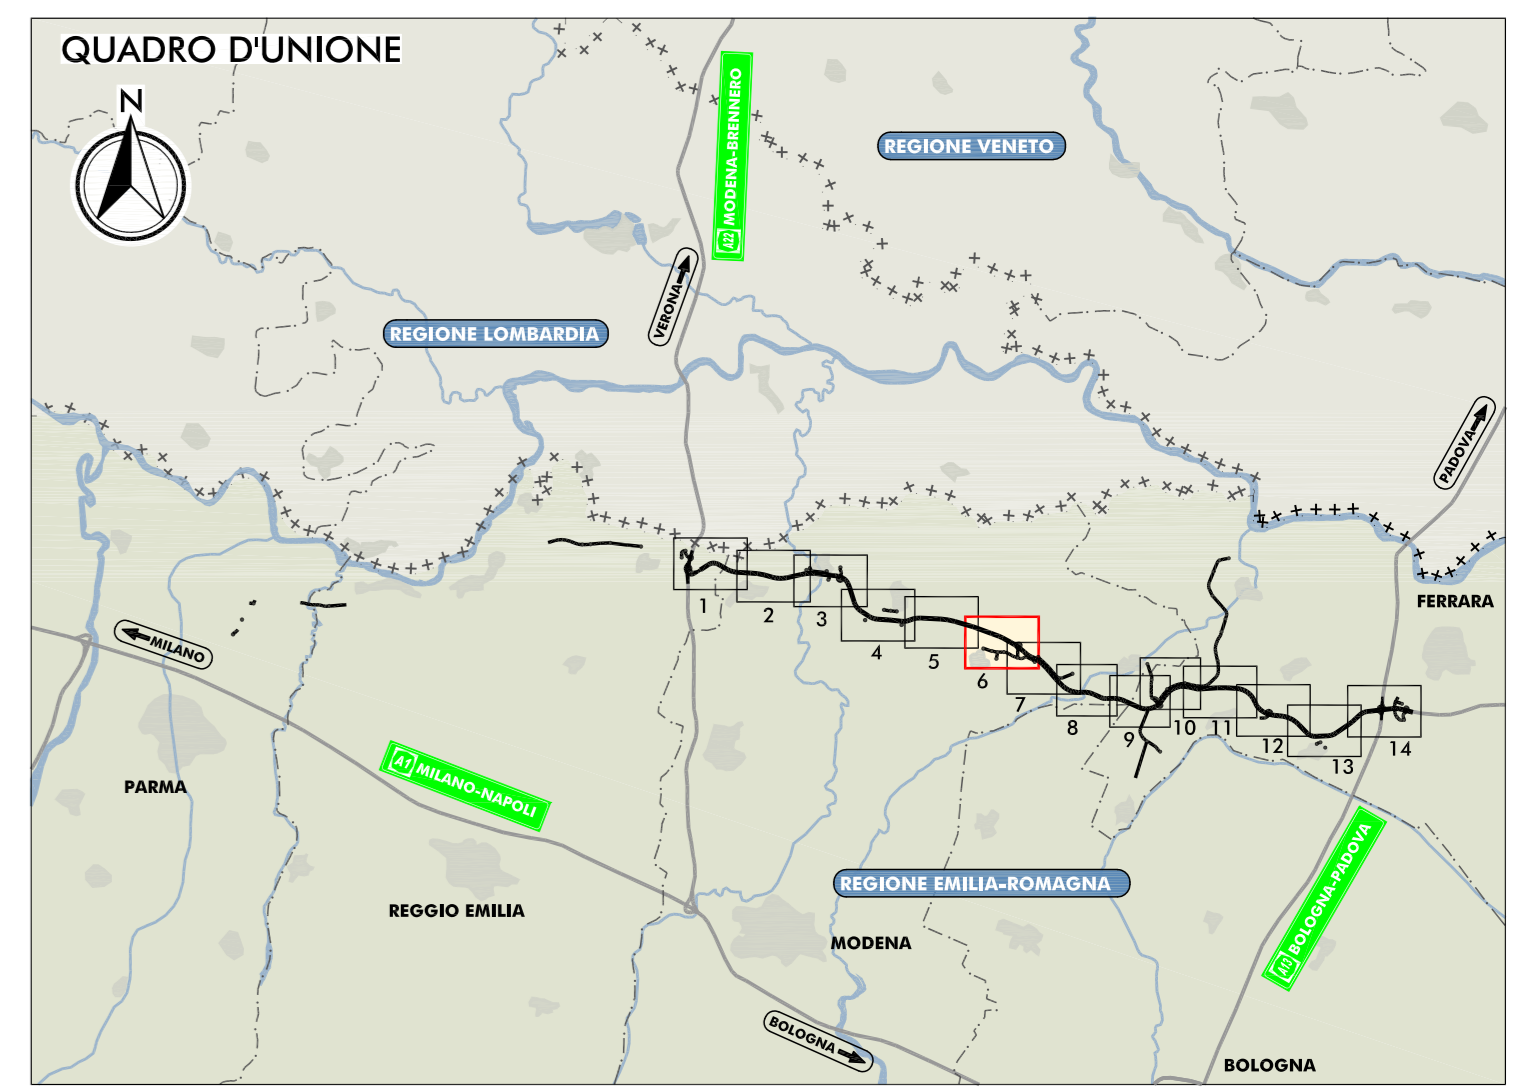 QUADRO D'UNIONE
N
A22 MODENA-BRENNERO
REGIONE VENETO
VERONA
REGIONE LOMBARDIA
PADOVA
FERRARA
MILANO
1
2
3
4
5
6
7
8
9
10
11
12
13
14
PARMA
A1 MILANO-NAPOLI
A13 BOLOGNA-PADOVA
REGIONE EMILIA-ROMAGNA
REGGIO EMILIA
MODENA
BOLOGNA
BOLOGNA